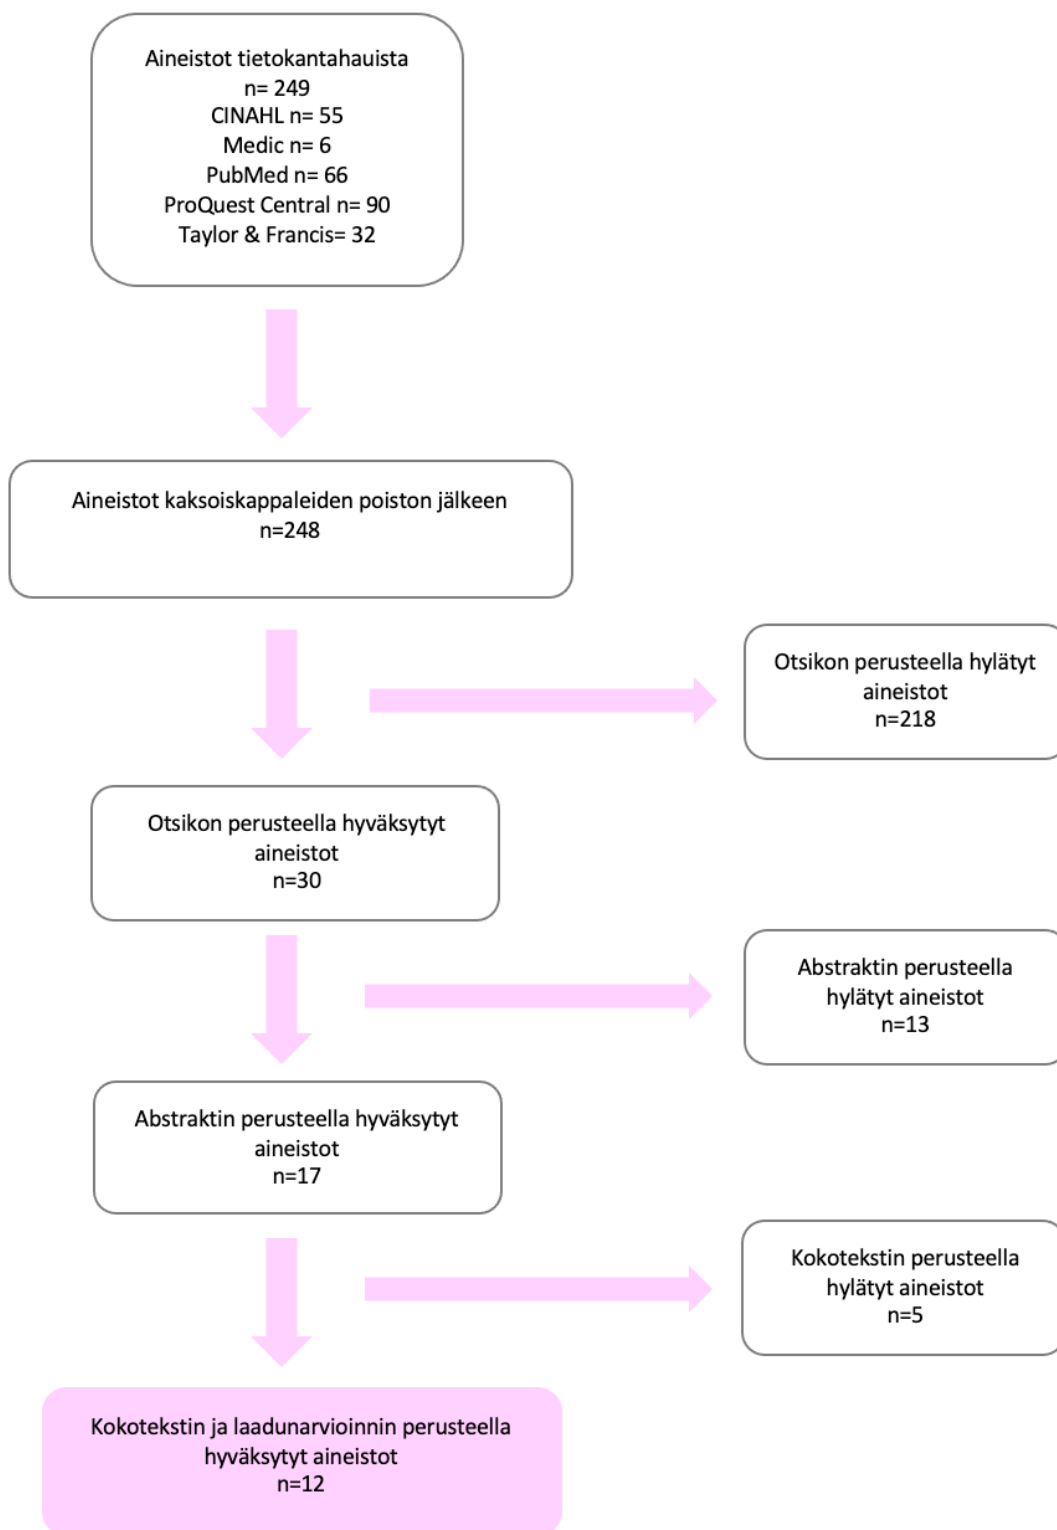 Aineistot tietokantahauista
n= 249
CINAHL n= 55
Medic n= 6
PubMed n= 66
ProQuest Central n= 90
Taylor & Francis= 32
Aineistot kaksoiskappaleiden poiston jälkeen
n=248
Otsikon perusteella hylätyt
aineistot
n=218
Otsikon perusteella hyväksytyt
aineistot
n=30
Abstraktin perusteella
hylätyt aineistot
n=13
Abstraktin perusteella hyväksytyt
aineistot
n=17
Kokotekstin perusteella
hylätyt aineistot
n=5
Kokotekstin ja laadunarvioinnin perusteella
hyväksytyt aineistot
n=12